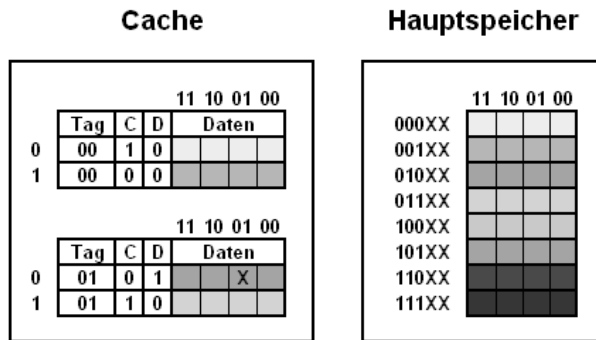 Cache
11 10 01 00
Tag C D Daten
0 00 1 0
1 00 0 0
11 10 01 00
Tag C D Daten
0 01 0 1 X
1 01 1 0
Hauptspeicher
11 10 01 00
000XX
001XX
010XX
011XX
100XX
101XX
110XX
111XX